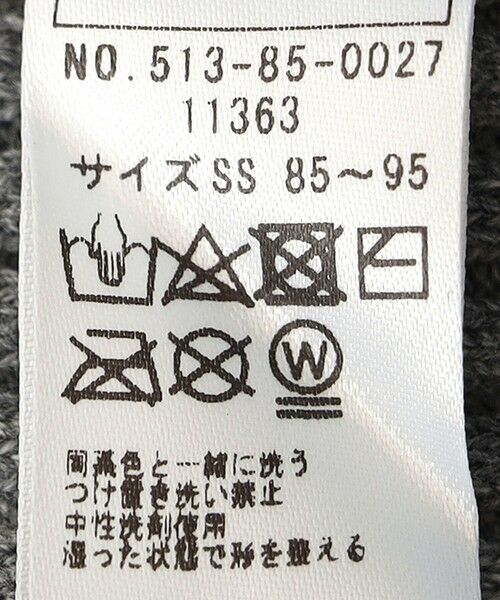 NO.513-85-0027
11363
サイズSS 85～95
W
同系色と一緒に洗う
つけ置き洗い禁止
中性洗剤使用
湿った状態で形を整える